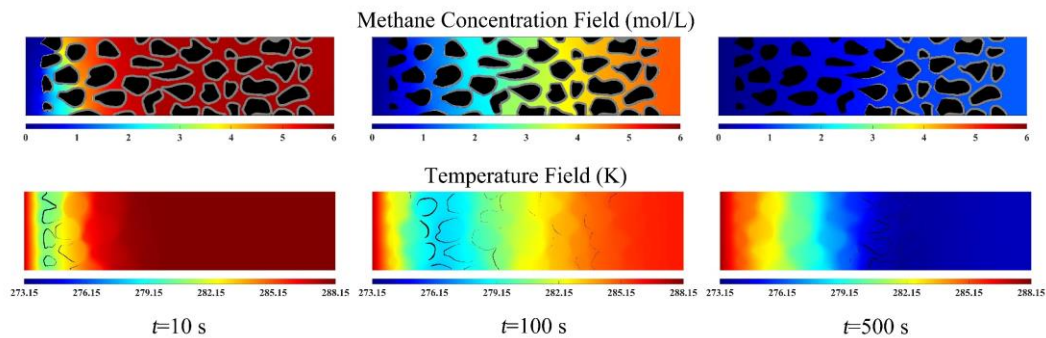 Methane Concentration Field (mol/L)
0 1 2 3 4 5 6 0 1 2 3 4 5 6 0 1 2 3 4 5 6
Temperature Field (K)
273.15 276.15 279.15 282.15 285.15 288.15 273.15 276.15 279.15 282.15 285.15 288.15 273.15 276.15 279.15 282.15 285.15 288.15
t=10 s t=100 s t=500 s